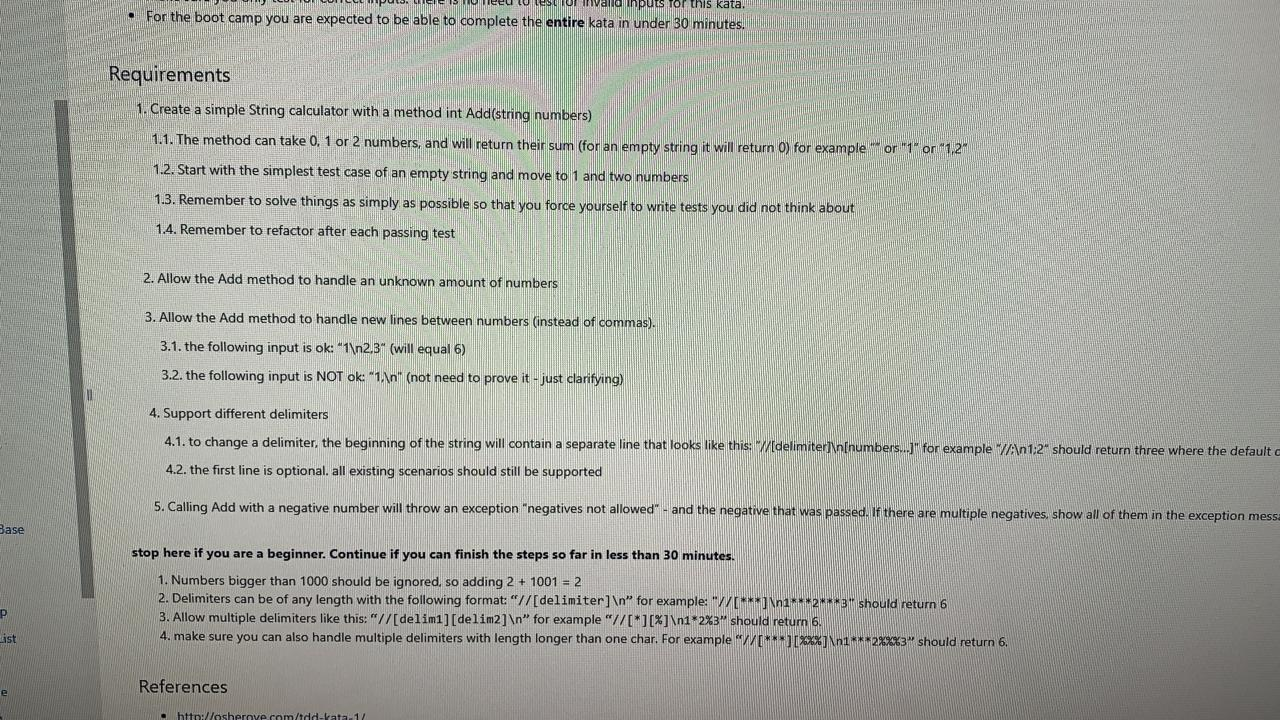 sure you only test for correct inputs. there is no need to test for invalid inputs for this kata.
• For the boot camp you are expected to be able to complete the entire kata in under 30 minutes.
Requirements
1. Create a simple String calculator with a method int Add(string numbers)
1.1. The method can take 0, 1 or 2 numbers, and will return their sum (for an empty string it will return 0) for example "" or "1" or "1,2"
1.2. Start with the simplest test case of an empty string and move to 1 and two numbers
1.3. Remember to solve things as simply as possible so that you force yourself to write tests you did not think about
1.4. Remember to refactor after each passing test
2. Allow the Add method to handle an unknown amount of numbers
3. Allow the Add method to handle new lines between numbers (instead of commas).
3.1. the following input is ok: "1\n2,3" (will equal 6)
3.2. the following input is NOT ok: "1,\n" (not need to prove it - just clarifying)
4. Support different delimiters
4.1. to change a delimiter, the beginning of the string will contain a separate line that looks like this: "//[delimiter]\n[numbers...]" for example "//;\n1;2" should return three where the default
4.2. the first line is optional. all existing scenarios should still be supported
5. Calling Add with a negative number will throw an exception "negatives not allowed" - and the negative that was passed. If there are multiple negatives, show all of them in the exception
Base
stop here if you are a beginner. Continue if you can finish the steps so far in less than 30 minutes.
1. Numbers bigger than 1000 should be ignored, so adding 2 + 1001 = 2
2. Delimiters can be of any length with the following format: "//[delimiter]\n" for example: "//[***]\n1***2***3" should return 6
p
3. Allow multiple delimiters like this: "//[delim1][delim2]\n" for example "//[*][%]\n1*2%3" should return 6.
List
4. make sure you can also handle multiple delimiters with length longer than one char. For example "//[***][%%%]\n1***2%%%3" should return 6.
e
References
• http://osherove.com/tdd-kata-1/